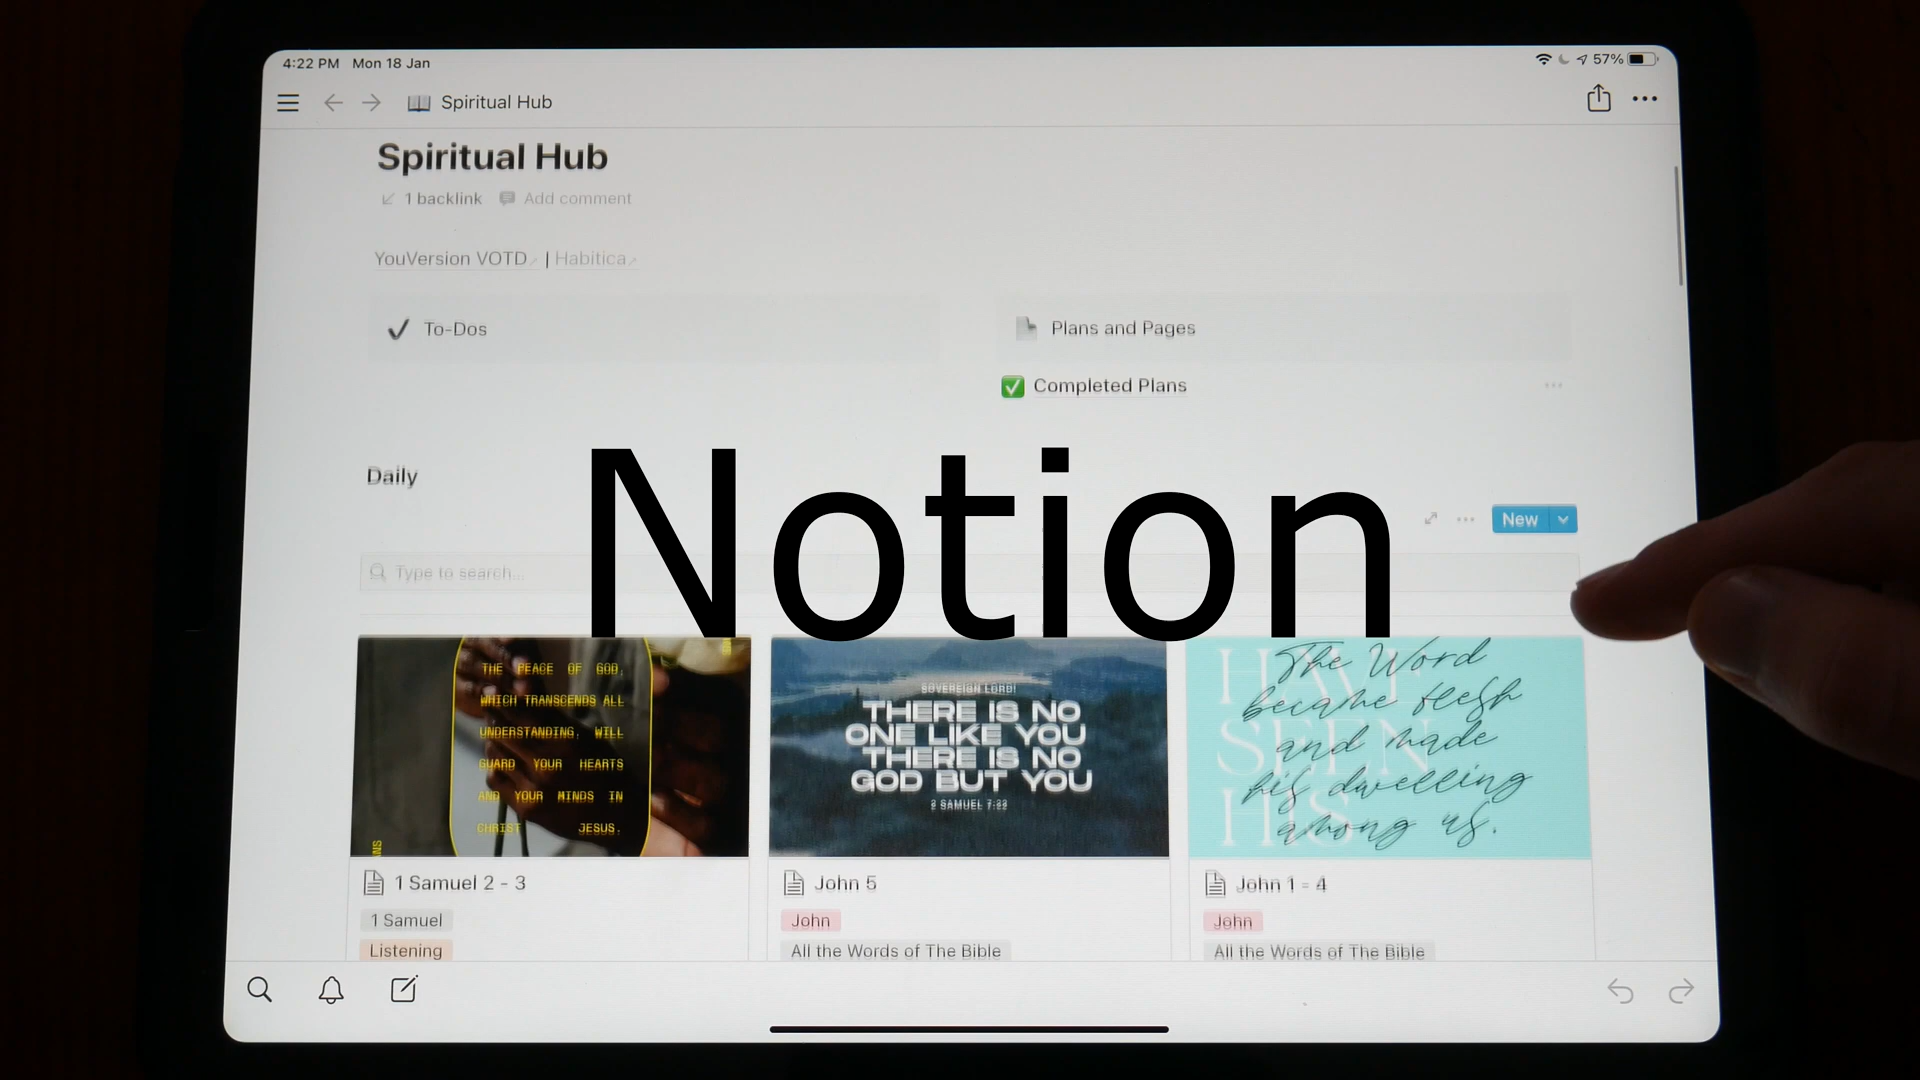 4:22 PM Mon 18 Jan
57%
Spiritual Hub
Spiritual Hub
1 backlink Add comment
YouVersion VOTD | Habitica
To-Dos
Plans and Pages
Completed Plans
Notion
Daily
New
Type to search...
THE PEACE OF GOD,
WHICH TRANSCENDS ALL
UNDERSTANDING, WILL
GUARD YOUR HEARTS
AND YOUR MINDS IN
CHRIST JESUS.
SOVEREIGN LORD!
THERE IS NO
ONE LIKE YOU
THERE IS NO
GOD BUT YOU
2 SAMUEL 7:22
HAVE
SEEN
HIS
The Word
became flesh
and made
his dwelling
among us.
1 Samuel 2 - 3
1 Samuel
Listening
John 5
John
All the Words of The Bible
John 1 - 4
John
All the Words of The Bible